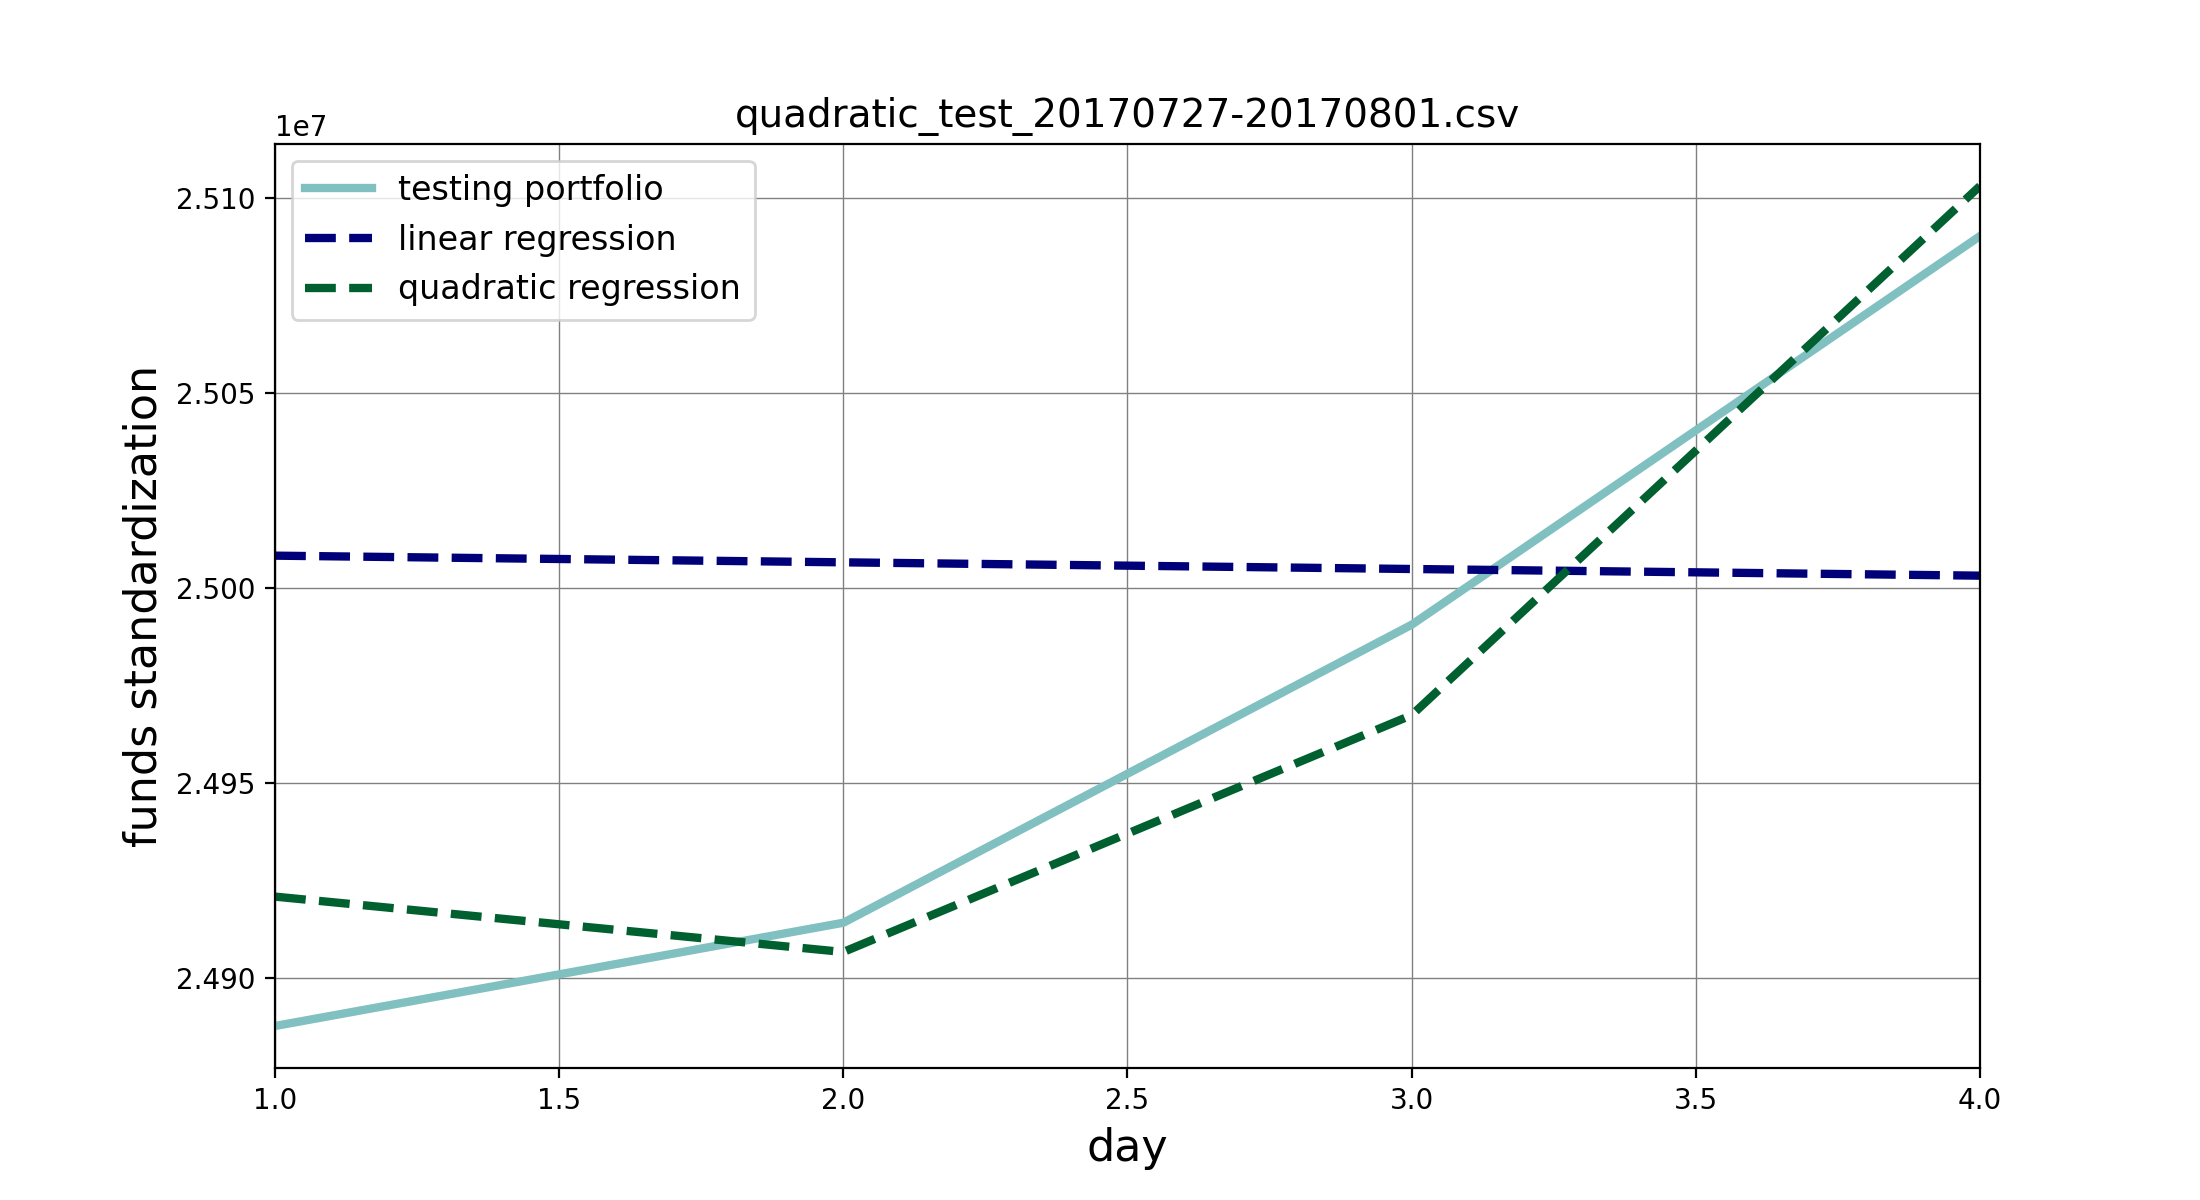 quadratic_test_20170727-20170801.csv
1e7
testing portfolio
linear regression
quadratic regression
2.510
2.505
2.500
2.495
2.490
funds standardization
1.0 1.5 2.0 2.5 3.0 3.5 4.0
day